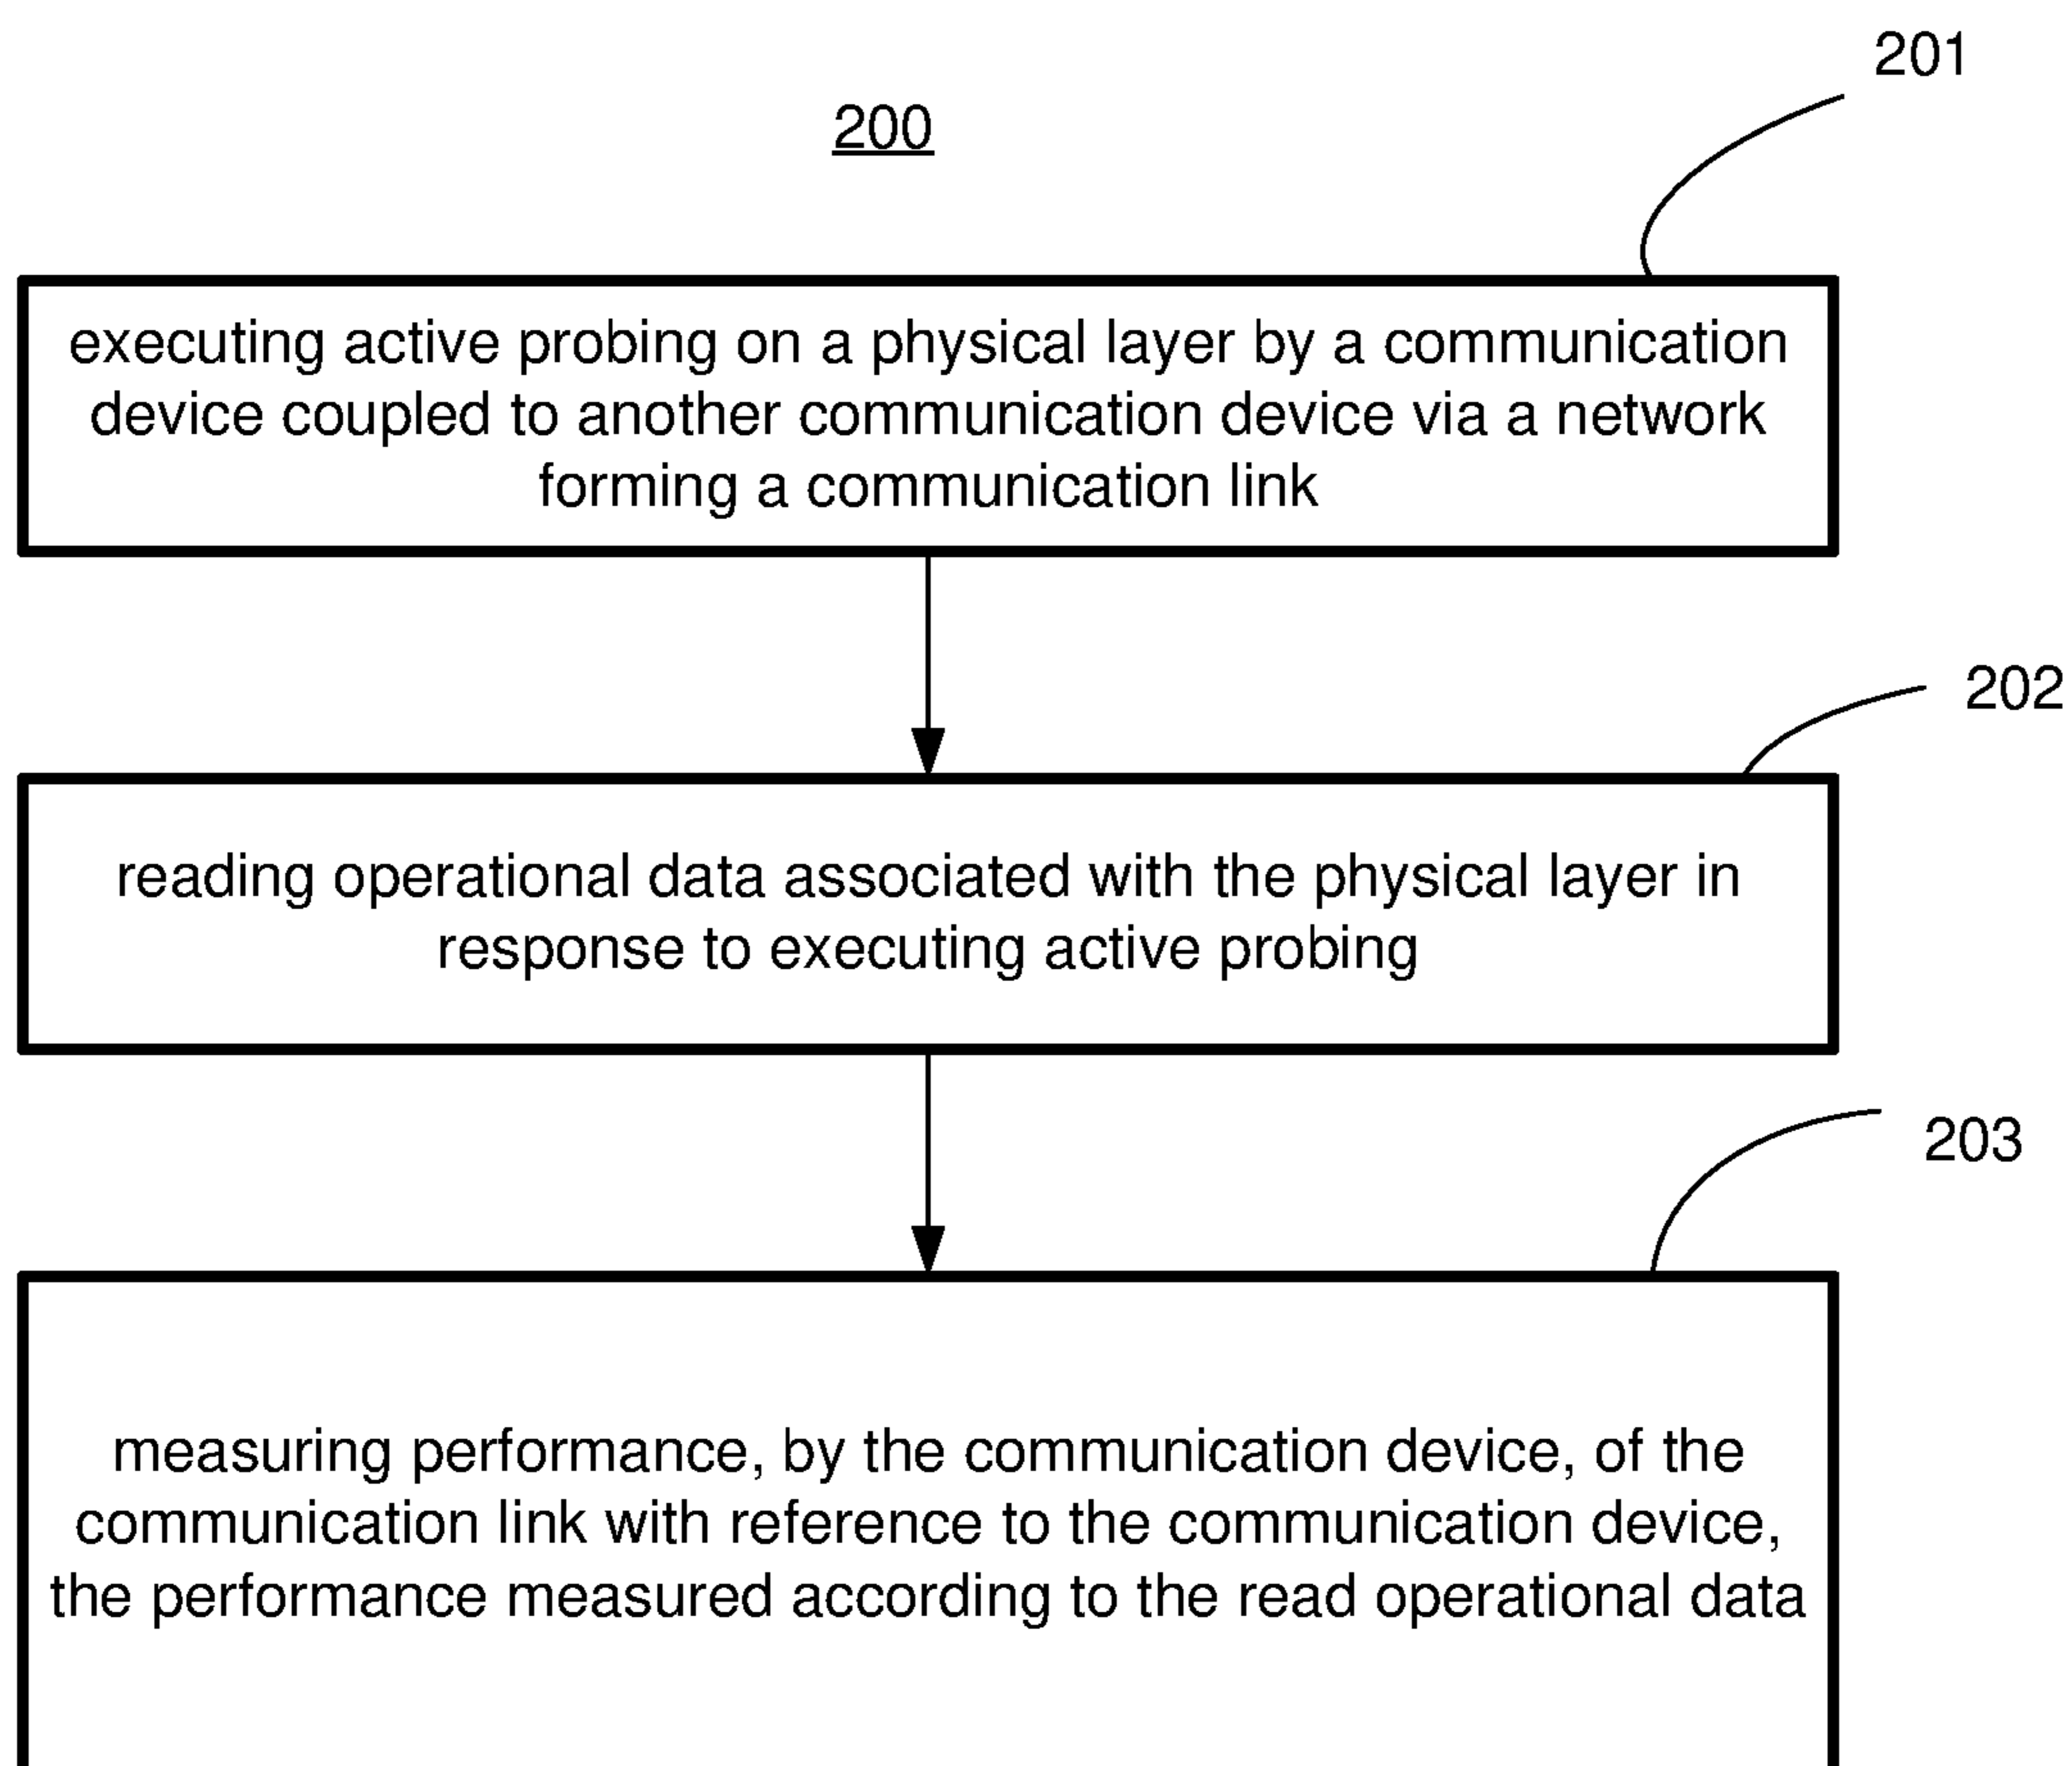 201
200
executing active probing on a physical layer by a communication
device coupled to another communication device via a network
forming a communication link
202
reading operational data associated with the physical layer in
response to executing active probing
203
measuring performance, by the communication device, of the
communication link with reference to the communication device,
the performance measured according to the read operational data